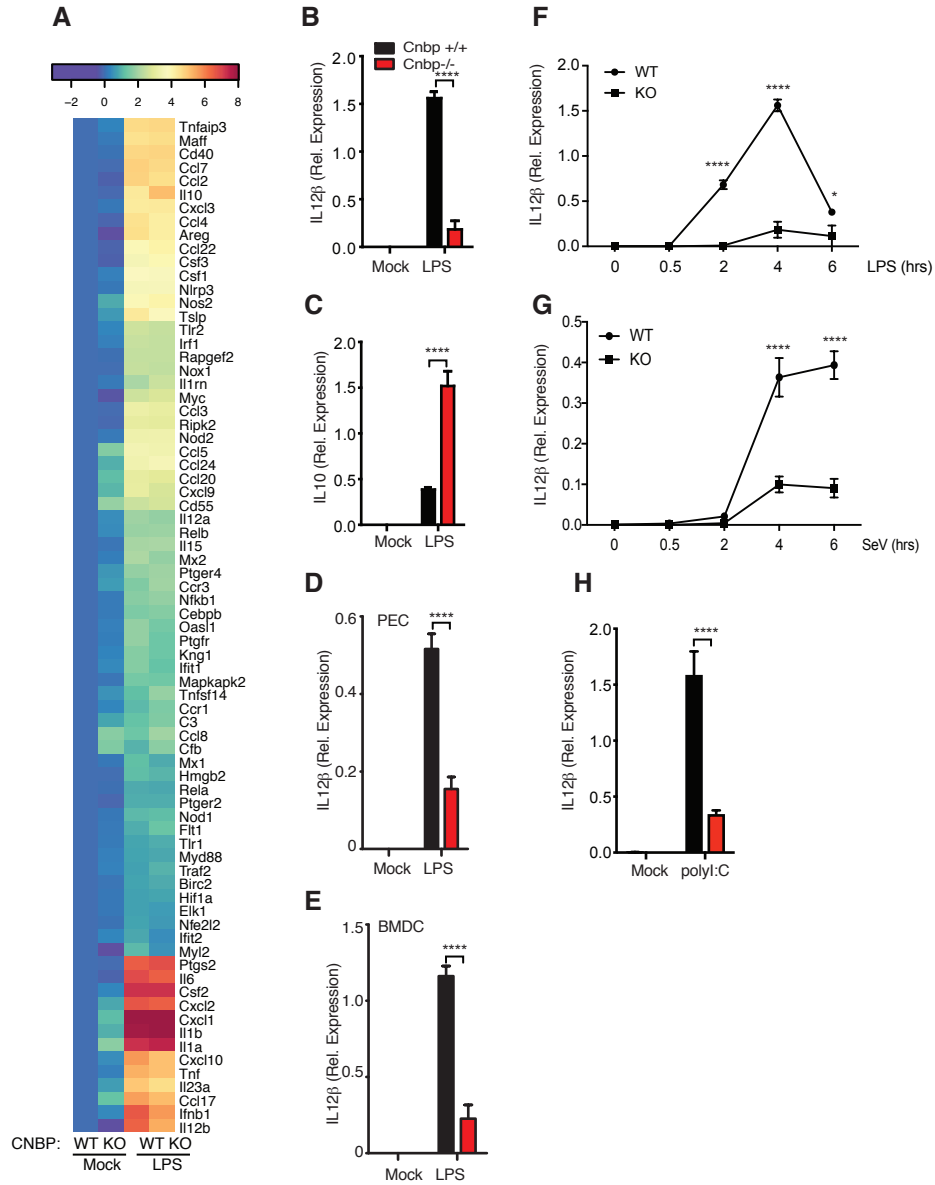 A
−2 0 2 4 6 8
Tnfaip3
Maff
Cd40
Ccl7
Ccl2
Il10
Cxcl3
Ccl4
Areg
Ccl22
Csf3
Csf1
Nlrp3
Nos2
Tslp
Tlr2
Irf1
Rapgef2
Nox1
Il1rn
Myc
Ccl3
Ripk2
Nod2
Ccl5
Ccl24
Ccl20
Cxcl9
Cd55
Il12a
Relb
Il15
Mx2
Ptger4
Ccr3
Nfkb1
Cebpb
Oasl1
Ptgfr
Kng1
Ifit1
Mapkapk2
Tnfsf14
Ccr1
C3
Ccl8
Cfb
Mx1
Hmgb2
Rela
Ptger2
Nod1
Flt1
Tlr1
Myd88
Traf2
Birc2
Hif1a
Elk1
Nfe2l2
Ifit2
Myl2
Ptgs2
Il6
Csf2
Cxcl2
Cxcl1
Il1b
Il1a
Cxcl10
Tnf
Il23a
Ccl17
Ifnb1
Il12b
CNBP: WT KO WT KO
Mock LPS
B
Cnbp +/+
Cnbp-/-
****
IL12β (Rel. Expression)
2.0
1.5
1.0
0.5
0.0
Mock LPS
C
****
IL10 (Rel. Expression)
2.0
1.5
1.0
0.5
0.0
Mock LPS
D
PEC
****
IL12β (Rel. Expression)
0.6
0.4
0.2
0
Mock LPS
E
BMDC
****
IL12β (Rel. Expression)
1.5
1.0
0.5
0
Mock LPS
F
WT
KO
**** **** *
IL12β (Rel. Expression)
2.0
1.5
1.0
0.5
0.0
0 0.5 2 4 6 LPS (hrs)
G
WT
KO
**** ****
IL12β (Rel. Expression)
0.5
0.4
0.3
0.2
0.1
0.0
0 0.5 2 4 6 SeV (hrs)
H
****
IL12β (Rel. Expression)
2.0
1.5
1.0
0.5
0.0
Mock polyI:C